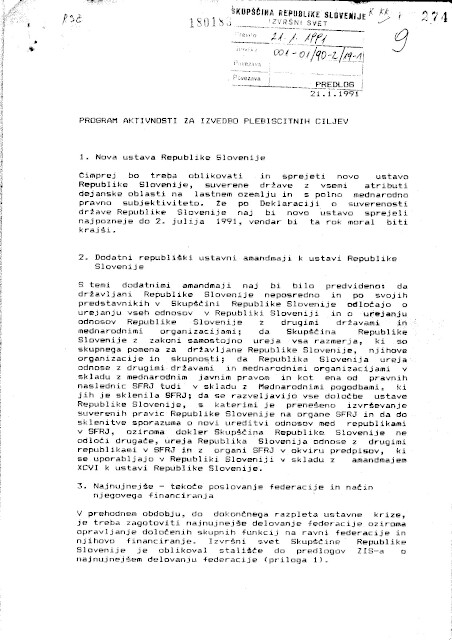 SKUPŠČINA REPUBLIKE SLOVENIJE
IZVRŠNI SVET
180185
274
21. 1. 1991
001-01/90-2/19-1
Povezava
9
PREDLOG
21.1.1991
PROGRAM AKTIVNOSTI ZA IZVEDBO PLEBISCITNIH CILJEV
1. Nova ustava Republike Slovenije
Čimprej bo treba oblikovati in sprejeti novo ustavo
Republike Slovenije, suverene države z vsemi atributi
dejanske oblasti na lastnem ozemlju in s polno mednarodno
pravno subjektiviteto. Že po Deklaraciji o suverenosti
države Republike Slovenije naj bi novo ustavo sprejeli
najpozneje do 2. julija 1991, vendar bi ta rok moral biti
krajši.
2. Dodatni republiški ustavni amandmaji k ustavi Republike
Slovenije
S temi dodatnimi amandmaji naj bi bilo predvideno: da
državljani Republike Slovenije neposredno in po svojih
predstavnikih v Skupščini Republike Slovenije odločajo o
urejanju vseh odnosov v Republiki Sloveniji in o urejanju
odnosov Republike Slovenije z drugimi državami in
mednarodnimi organizacijami; da Skupščina Republike
Slovenije z zakoni samostojno ureja vsa razmerja, ki so
skupnega pomena za državljane Republike Slovenije, njihove
organizacije in skupnosti; da Republika Slovenija ureja
odnose z drugimi državami in mednarodnimi organizacijami v
skladu z mednarodnim javnim pravom in kot ena od pravnih
naslednic SFRJ tudi v skladu z Mednarodnimi pogodbami, ki
jih je sklenila SFRJ; da se razveljavijo vse določbe ustave
Republike Slovenije, s katerimi je prenešeno izvrševanje
suverenih pravic Republike Slovenije na organe SFRJ in da do
sklenitve sporazuma o novi ureditvi odnosov med republikami
v SFRJ, oziroma dokler Skupščina Republike Slovenije ne
odloči drugače, ureja Republika Slovenija odnose z drugimi
republikami v SFRJ in z organi SFRJ v okviru predpisov, ki
se uporabljajo v Republiki Sloveniji v skladu z amandmajem
XCVI k ustavi Republike Slovenije.
3. Najnujnejše - tekoče poslovanje federacije in način
njegovega financiranja
V prehodnem obdobju, do dokončnega razpleta ustavne krize,
je treba zagotoviti najnujnejše delovanje federacije oziroma
opravljanje določenih skupnih funkcij na ravni federacije in
njihovo financiranje. Izvršni svet Skupščine Republike
Slovenije je oblikoval stališče do predlogov ZIS-a o
najnujnejšem delovanju federacije (priloga 1).